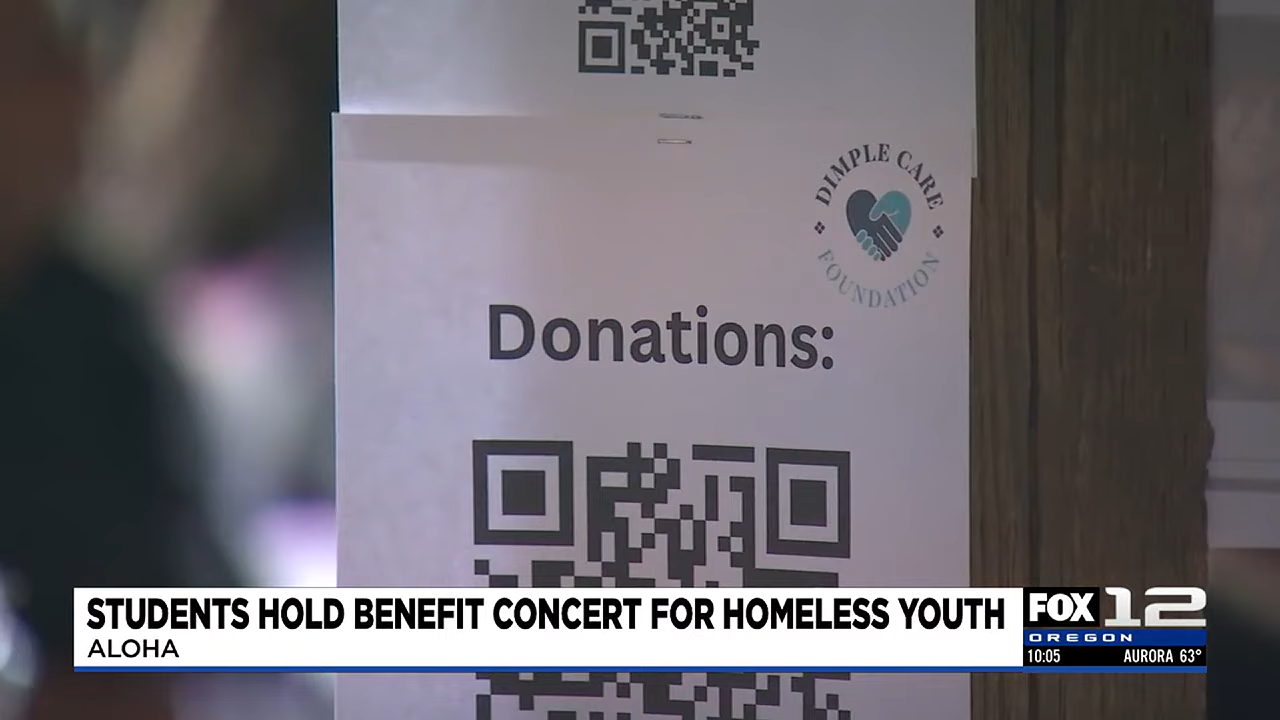 DIMPLE CARE
FOUNDATION
Donations:
STUDENTS HOLD BENEFIT CONCERT FOR HOMELESS YOUTH
ALOHA
FOX 12
OREGON
10:05 AURORA 63°